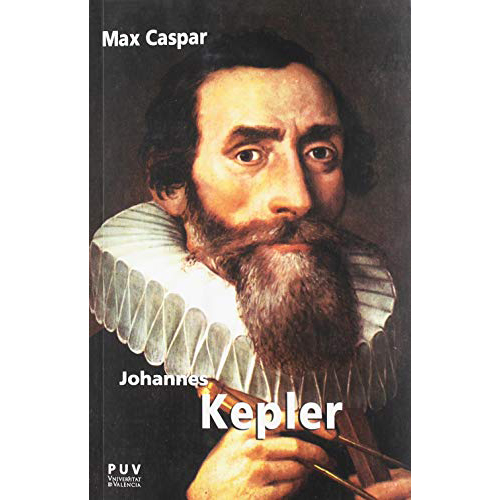 Max Caspar
Johannes
Kepler
PUV
UNIVERSITAT
DE VALÈNCIA